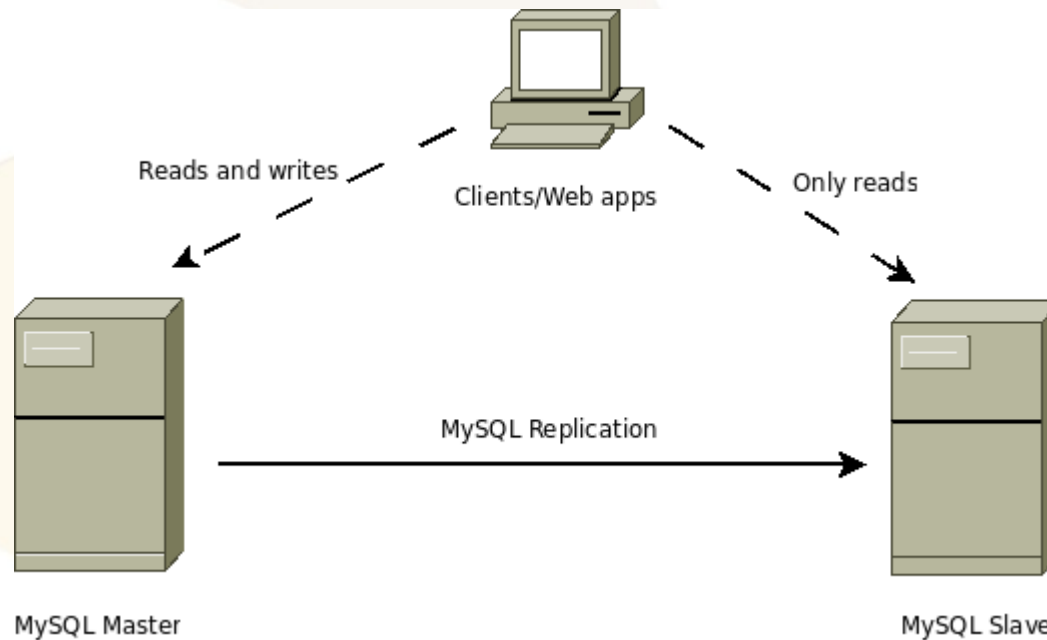 Reads and writes
Clients/Web apps
Only reads
MySQL Replication
MySQL Master
MySQL Slave